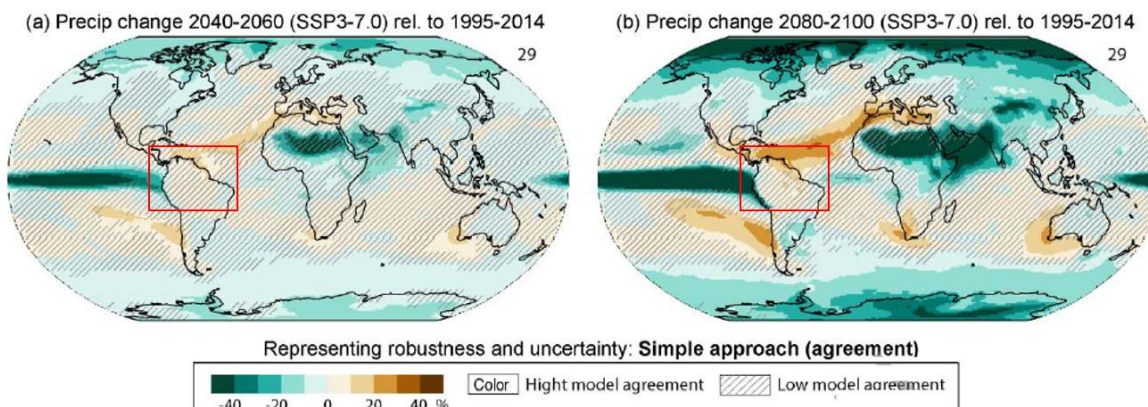 (a) Precip change 2040-2060 (SSP3-7.0) rel. to 1995-2014
(b) Precip change 2080-2100 (SSP3-7.0) rel. to 1995-2014
29
29
Representing robustness and uncertainty: Simple approach (agreement)
Color Hight model agreement
Low model agreement
-40 -20 0 20 40 %